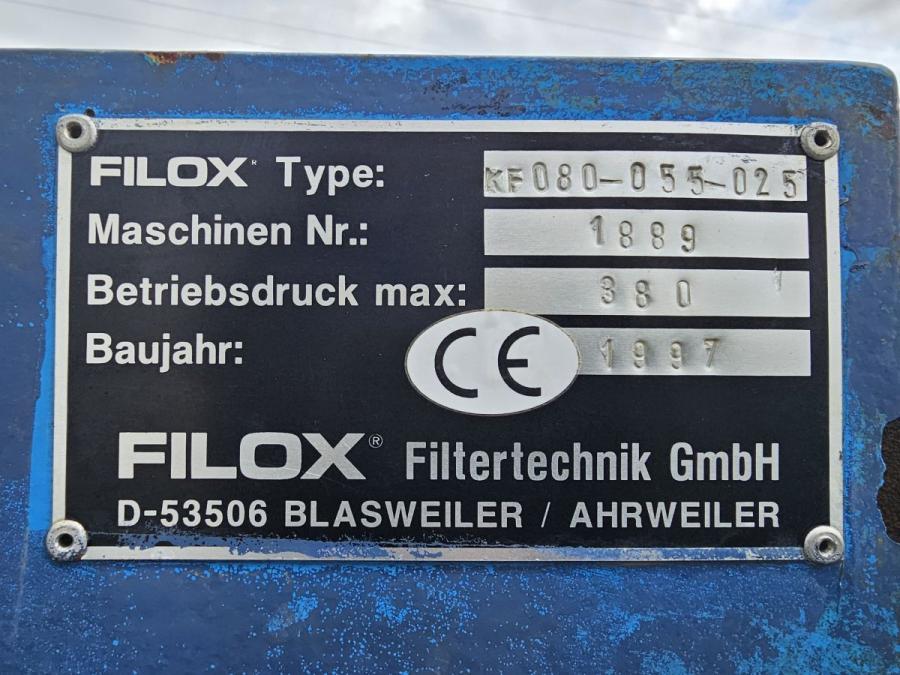 FILOX® Type: KF080-055-025
Maschinen Nr.: 1889
Betriebsdruck max: 380
Baujahr: CE 1997
FILOX® Filtertechnik GmbH
D-53506 BLASWEILER / AHRWEILER